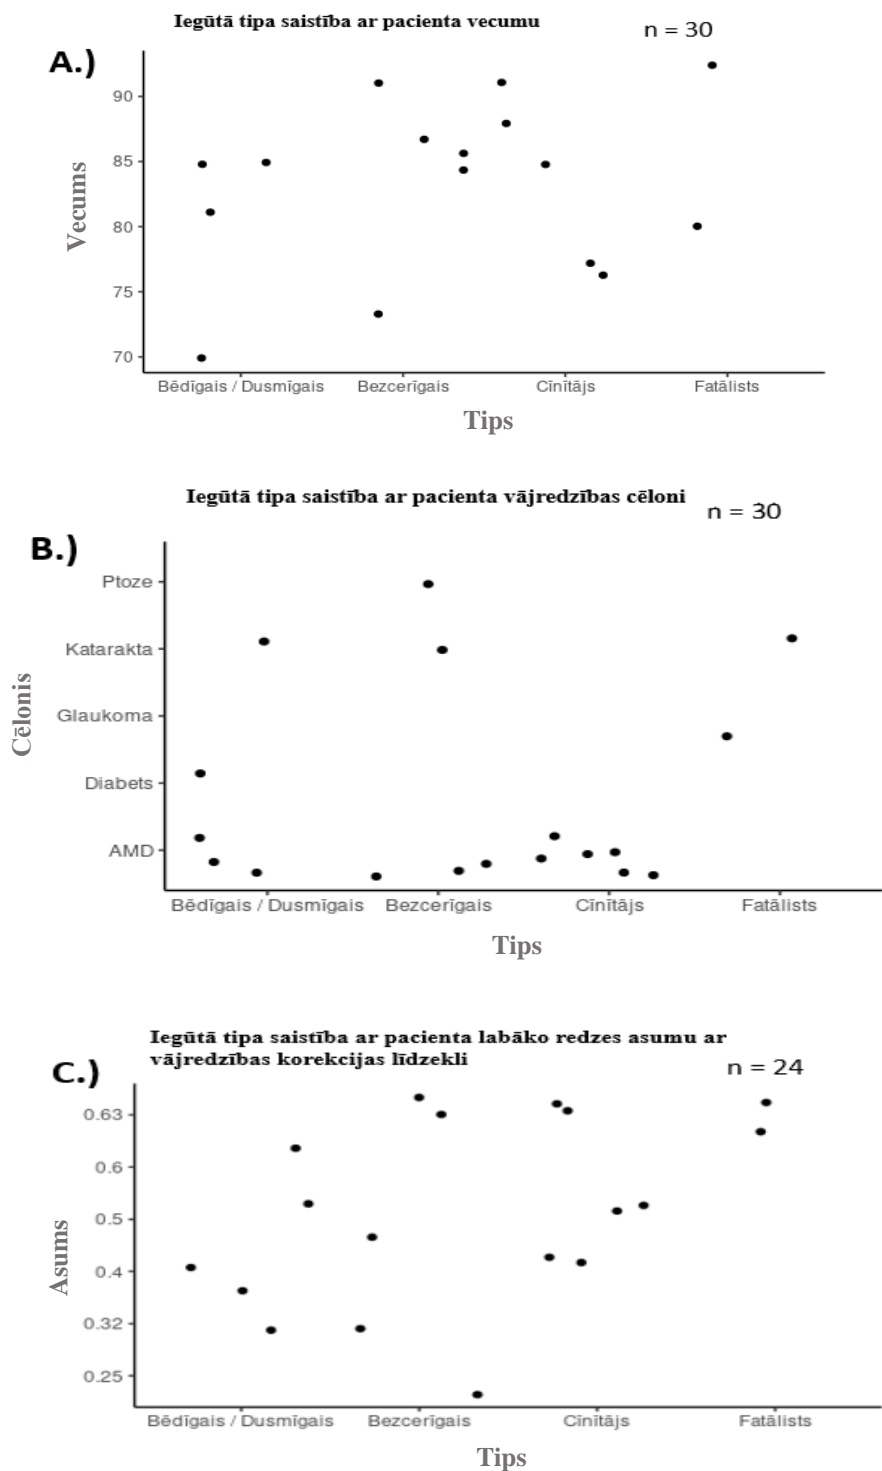 Iegūtā tipa saistība ar pacienta vecumu
n = 30
A.)
90
85
80
75
70
Vecums
Bēdīgais / Dusmīgais Bezcerīgais Cīnītājs Fatālists
Tips
Iegūtā tipa saistība ar pacienta vājredzības cēloni
n = 30
B.)
Ptoze
Katarakta
Glaukoma
Diabets
AMD
Cēlonis
Bēdīgais / Dusmīgais Bezcerīgais Cīnītājs Fatālists
Tips
Iegūtā tipa saistība ar pacienta labāko redzes asumu ar
vājredzības korekcijas līdzekli
n = 24
C.)
0.63
0.6
0.5
0.4
0.32
0.25
Asums
Bēdīgais / Dusmīgais Bezcerīgais Cīnītājs Fatālists
Tips